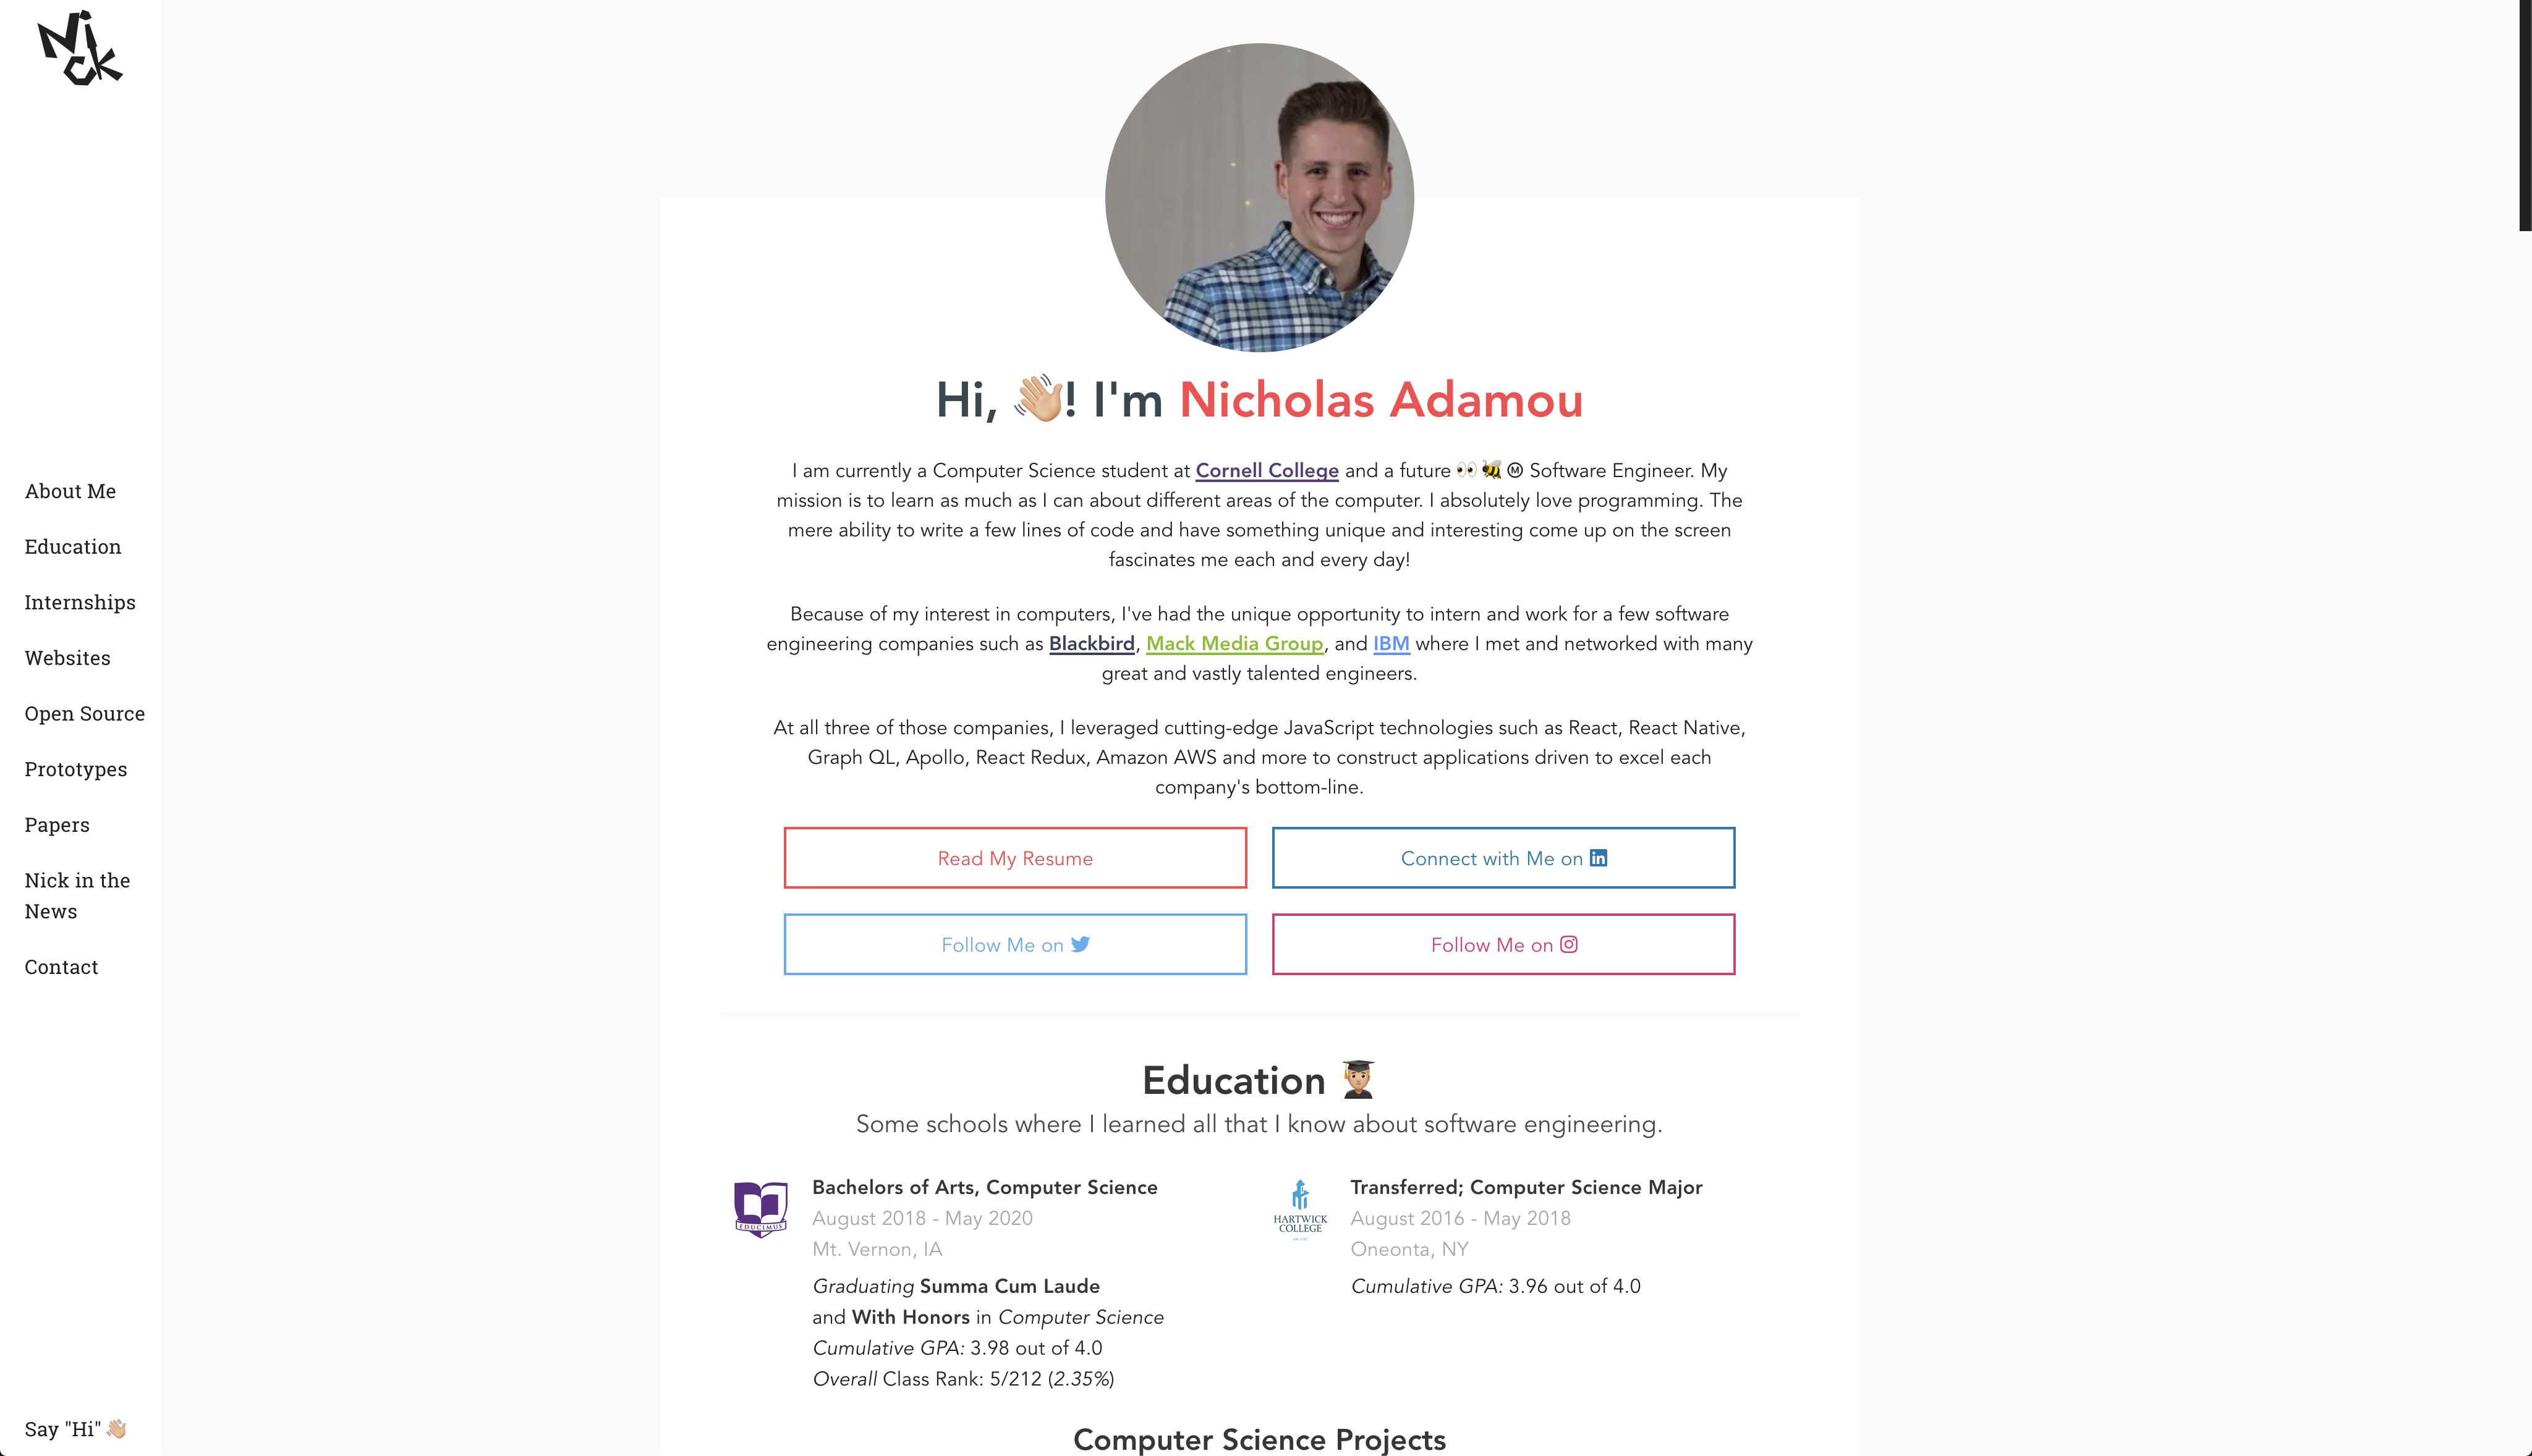 Nick
About Me
Education
Internships
Websites
Open Source
Prototypes
Papers
Nick in the
News
Contact
Say "Hi" 👋🏼
Hi, 👋🏼! I'm Nicholas Adamou
I am currently a Computer Science student at Cornell College and a future 👀 🐝 Ⓜ Software Engineer. My
mission is to learn as much as I can about different areas of the computer. I absolutely love programming. The
mere ability to write a few lines of code and have something unique and interesting come up on the screen
fascinates me each and every day!
Because of my interest in computers, I've had the unique opportunity to intern and work for a few software
engineering companies such as Blackbird, Mack Media Group, and IBM where I met and networked with many
great and vastly talented engineers.
At all three of those companies, I leveraged cutting-edge JavaScript technologies such as React, React Native,
Graph QL, Apollo, React Redux, Amazon AWS and more to construct applications driven to excel each
company's bottom-line.
Read My Resume
Connect with Me on in
Follow Me on
Follow Me on
Education 👨🏼‍🎓
Some schools where I learned all that I know about software engineering.
EDUCIMUS
Bachelors of Arts, Computer Science
August 2018 - May 2020
Mt. Vernon, IA
Graduating Summa Cum Laude
and With Honors in Computer Science
Cumulative GPA: 3.98 out of 4.0
Overall Class Rank: 5/212 (2.35%)
HARTWICK
COLLEGE
Transferred; Computer Science Major
August 2016 - May 2018
Oneonta, NY
Cumulative GPA: 3.96 out of 4.0
Computer Science Projects